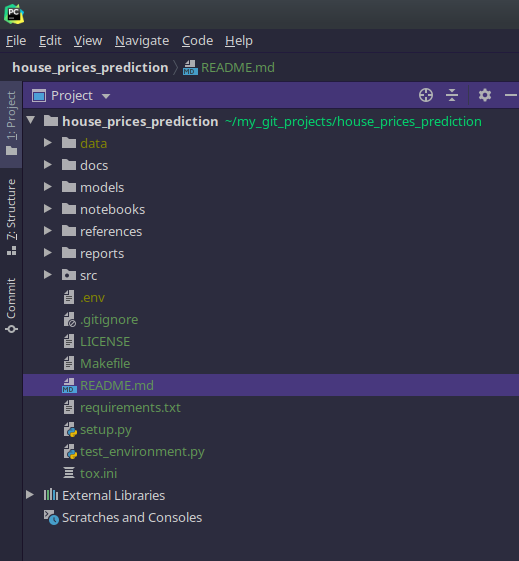 PC
File Edit View Navigate Code Help
house_prices_prediction README.md
Project
house_prices_prediction ~/my_git_projects/house_prices_prediction
data
docs
models
notebooks
references
reports
src
.env
.gitignore
LICENSE
Makefile
MD README.md
requirements.txt
setup.py
test_environment.py
tox.ini
External Libraries
Scratches and Consoles
1: Project
7: Structure
Commit